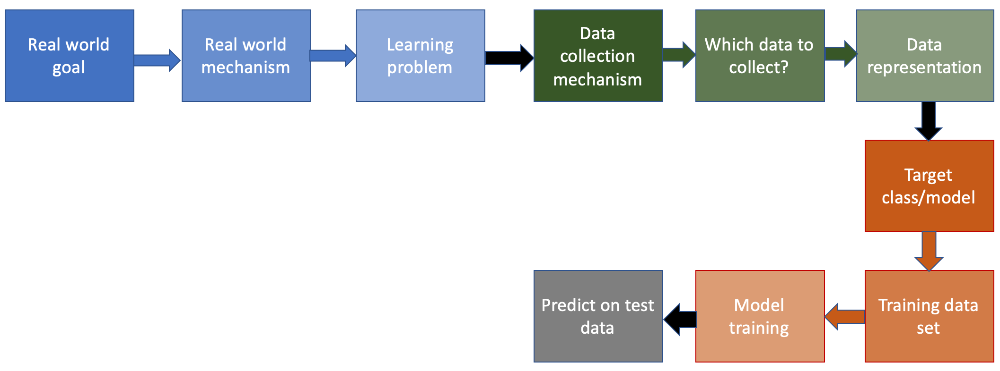 Real world
goal
Real world
mechanism
Learning
problem
Data
collection
mechanism
Which data to
collect?
Data
representation
Target
class/model
Training data
set
Model
training
Predict on test
data